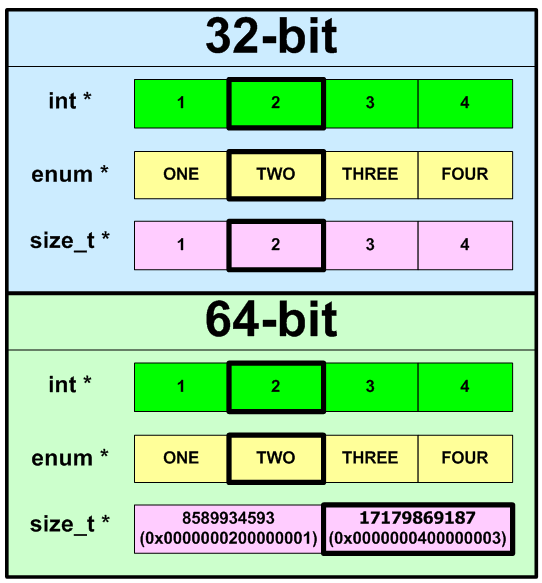 32-bit
int * 1 2 3 4
enum * ONE TWO THREE FOUR
size_t * 1 2 3 4
64-bit
int * 1 2 3 4
enum * ONE TWO THREE FOUR
size_t * 8589934593 17179869187
(0x0000000200000001) (0x0000000400000003)